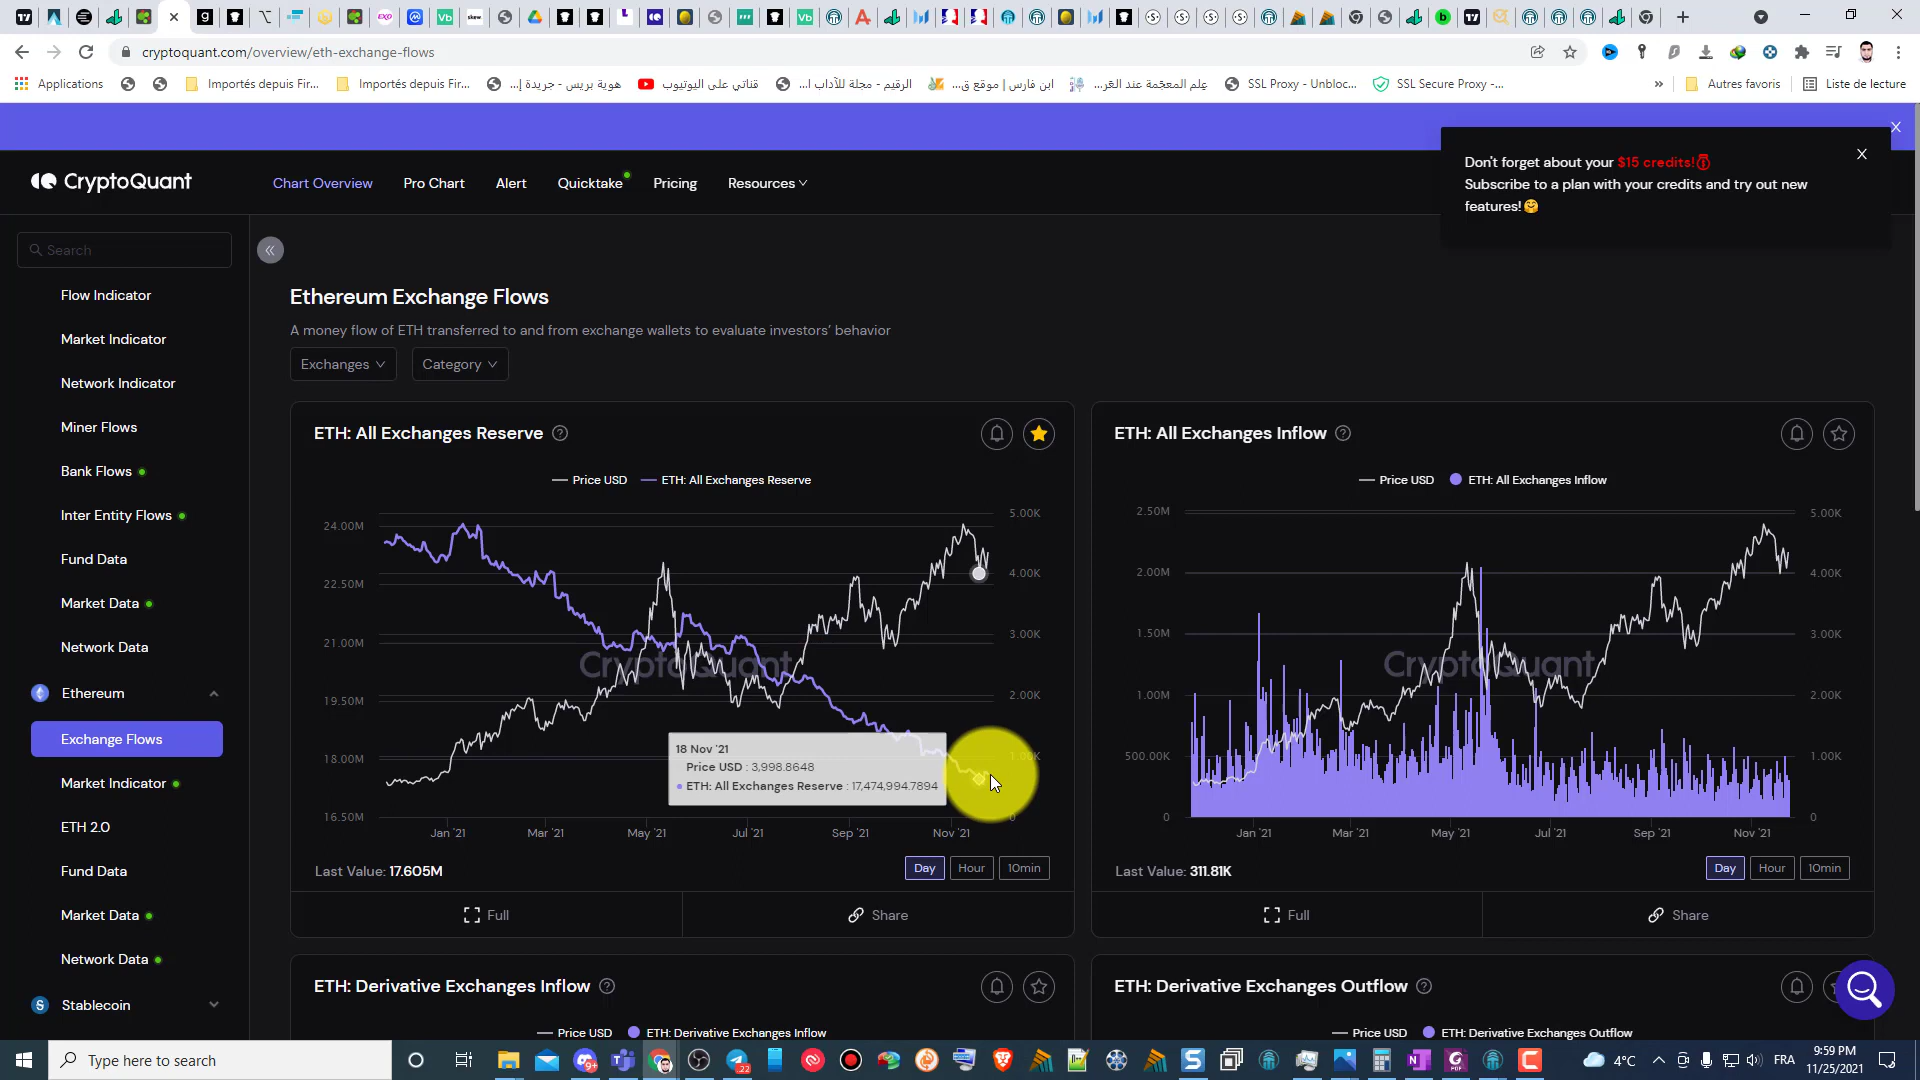 cryptoquant.com/overview/eth-exchange-flows
Applications
Importés depuis Fir...
Importés depuis Fir...
هوية بريس - جريدة إ...
قناتي على اليوتيوب
الرقيم - مجلة للآداب ا...
ابن فارس | موقع ق...
عِلم المعجّمة عند العّر...
SSL Proxy - Unbloc...
SSL Secure Proxy -...
»
Autres favoris
Liste de lecture
CryptoQuant
Chart Overview
Pro Chart
Alert
Quicktake
Pricing
Resources
Don't forget about your $15 credits!
Subscribe to a plan with your credits and try out new
features!
Search
Flow Indicator
Market Indicator
Network Indicator
Miner Flows
Bank Flows
Inter Entity Flows
Fund Data
Market Data
Network Data
Ethereum
Exchange Flows
Market Indicator
ETH 2.0
Fund Data
Market Data
Network Data
Stablecoin
Ethereum Exchange Flows
A money flow of ETH transferred to and from exchange wallets to evaluate investors' behavior
Exchanges
Category
ETH: All Exchanges Reserve
Price USD
ETH: All Exchanges Reserve
24.00M
22.50M
21.00M
19.50M
18.00M
16.50M
5.00K
4.00K
3.00K
2.00K
1.00K
0
CryptoQuant
18 Nov '21
Price USD : 3,998.8648
ETH: All Exchanges Reserve : 17,474,994.7894
Jan '21
Mar '21
May '21
Jul '21
Sep '21
Nov '21
Last Value: 17.605M
Day
Hour
10min
Full
Share
ETH: All Exchanges Inflow
Price USD
ETH: All Exchanges Inflow
2.50M
2.00M
1.50M
1.00M
500.00K
0
5.00K
4.00K
3.00K
2.00K
1.00K
0
CryptoQuant
Jan '21
Mar '21
May '21
Jul '21
Sep '21
Nov '21
Last Value: 311.81K
Day
Hour
10min
Full
Share
ETH: Derivative Exchanges Inflow
Price USD
ETH: Derivative Exchanges Inflow
ETH: Derivative Exchanges Outflow
Price USD
ETH: Derivative Exchanges Outflow
Type here to search
4°C
FRA
9:59 PM
11/25/2021